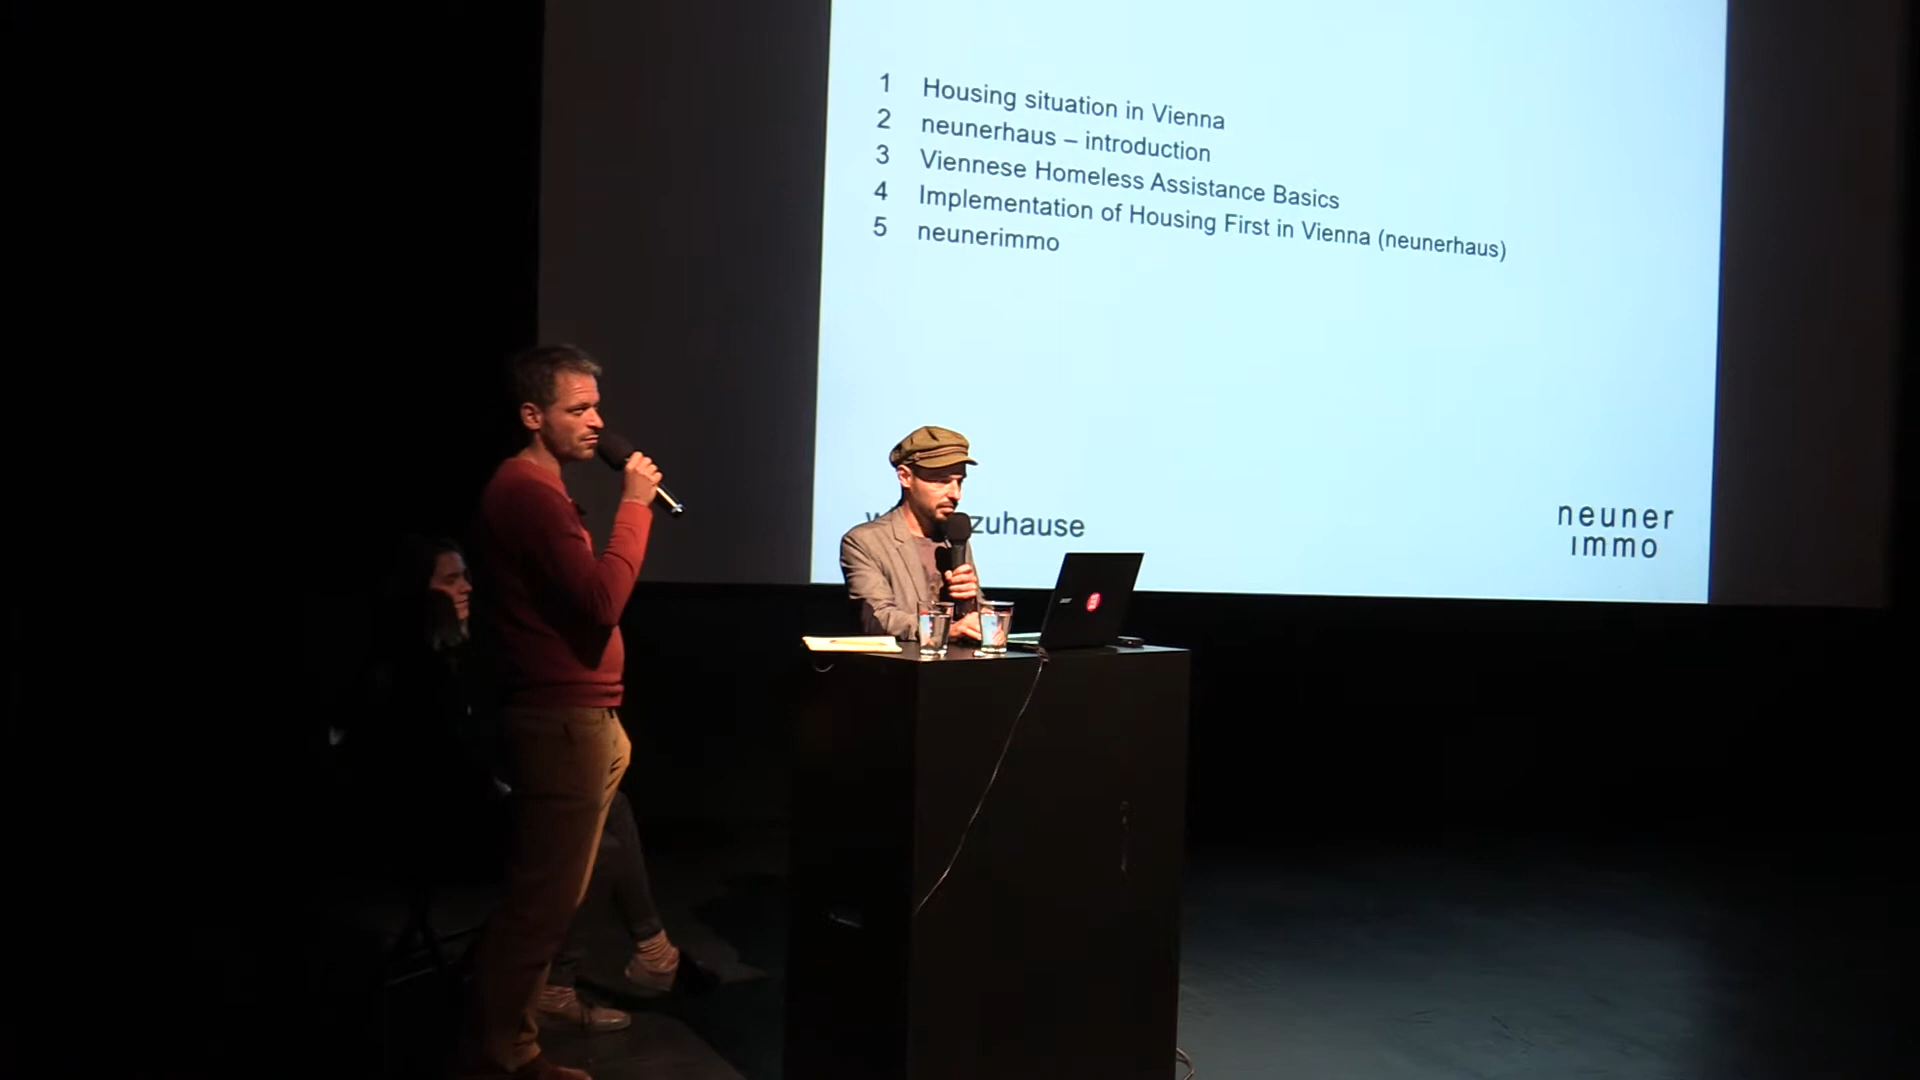 1 Housing situation in Vienna
2 neunerhaus – introduction
3 Viennese Homeless Assistance Basics
4 Implementation of Housing First in Vienna (neunerhaus)
5 neunerimmo
zuhause
neuner
immo